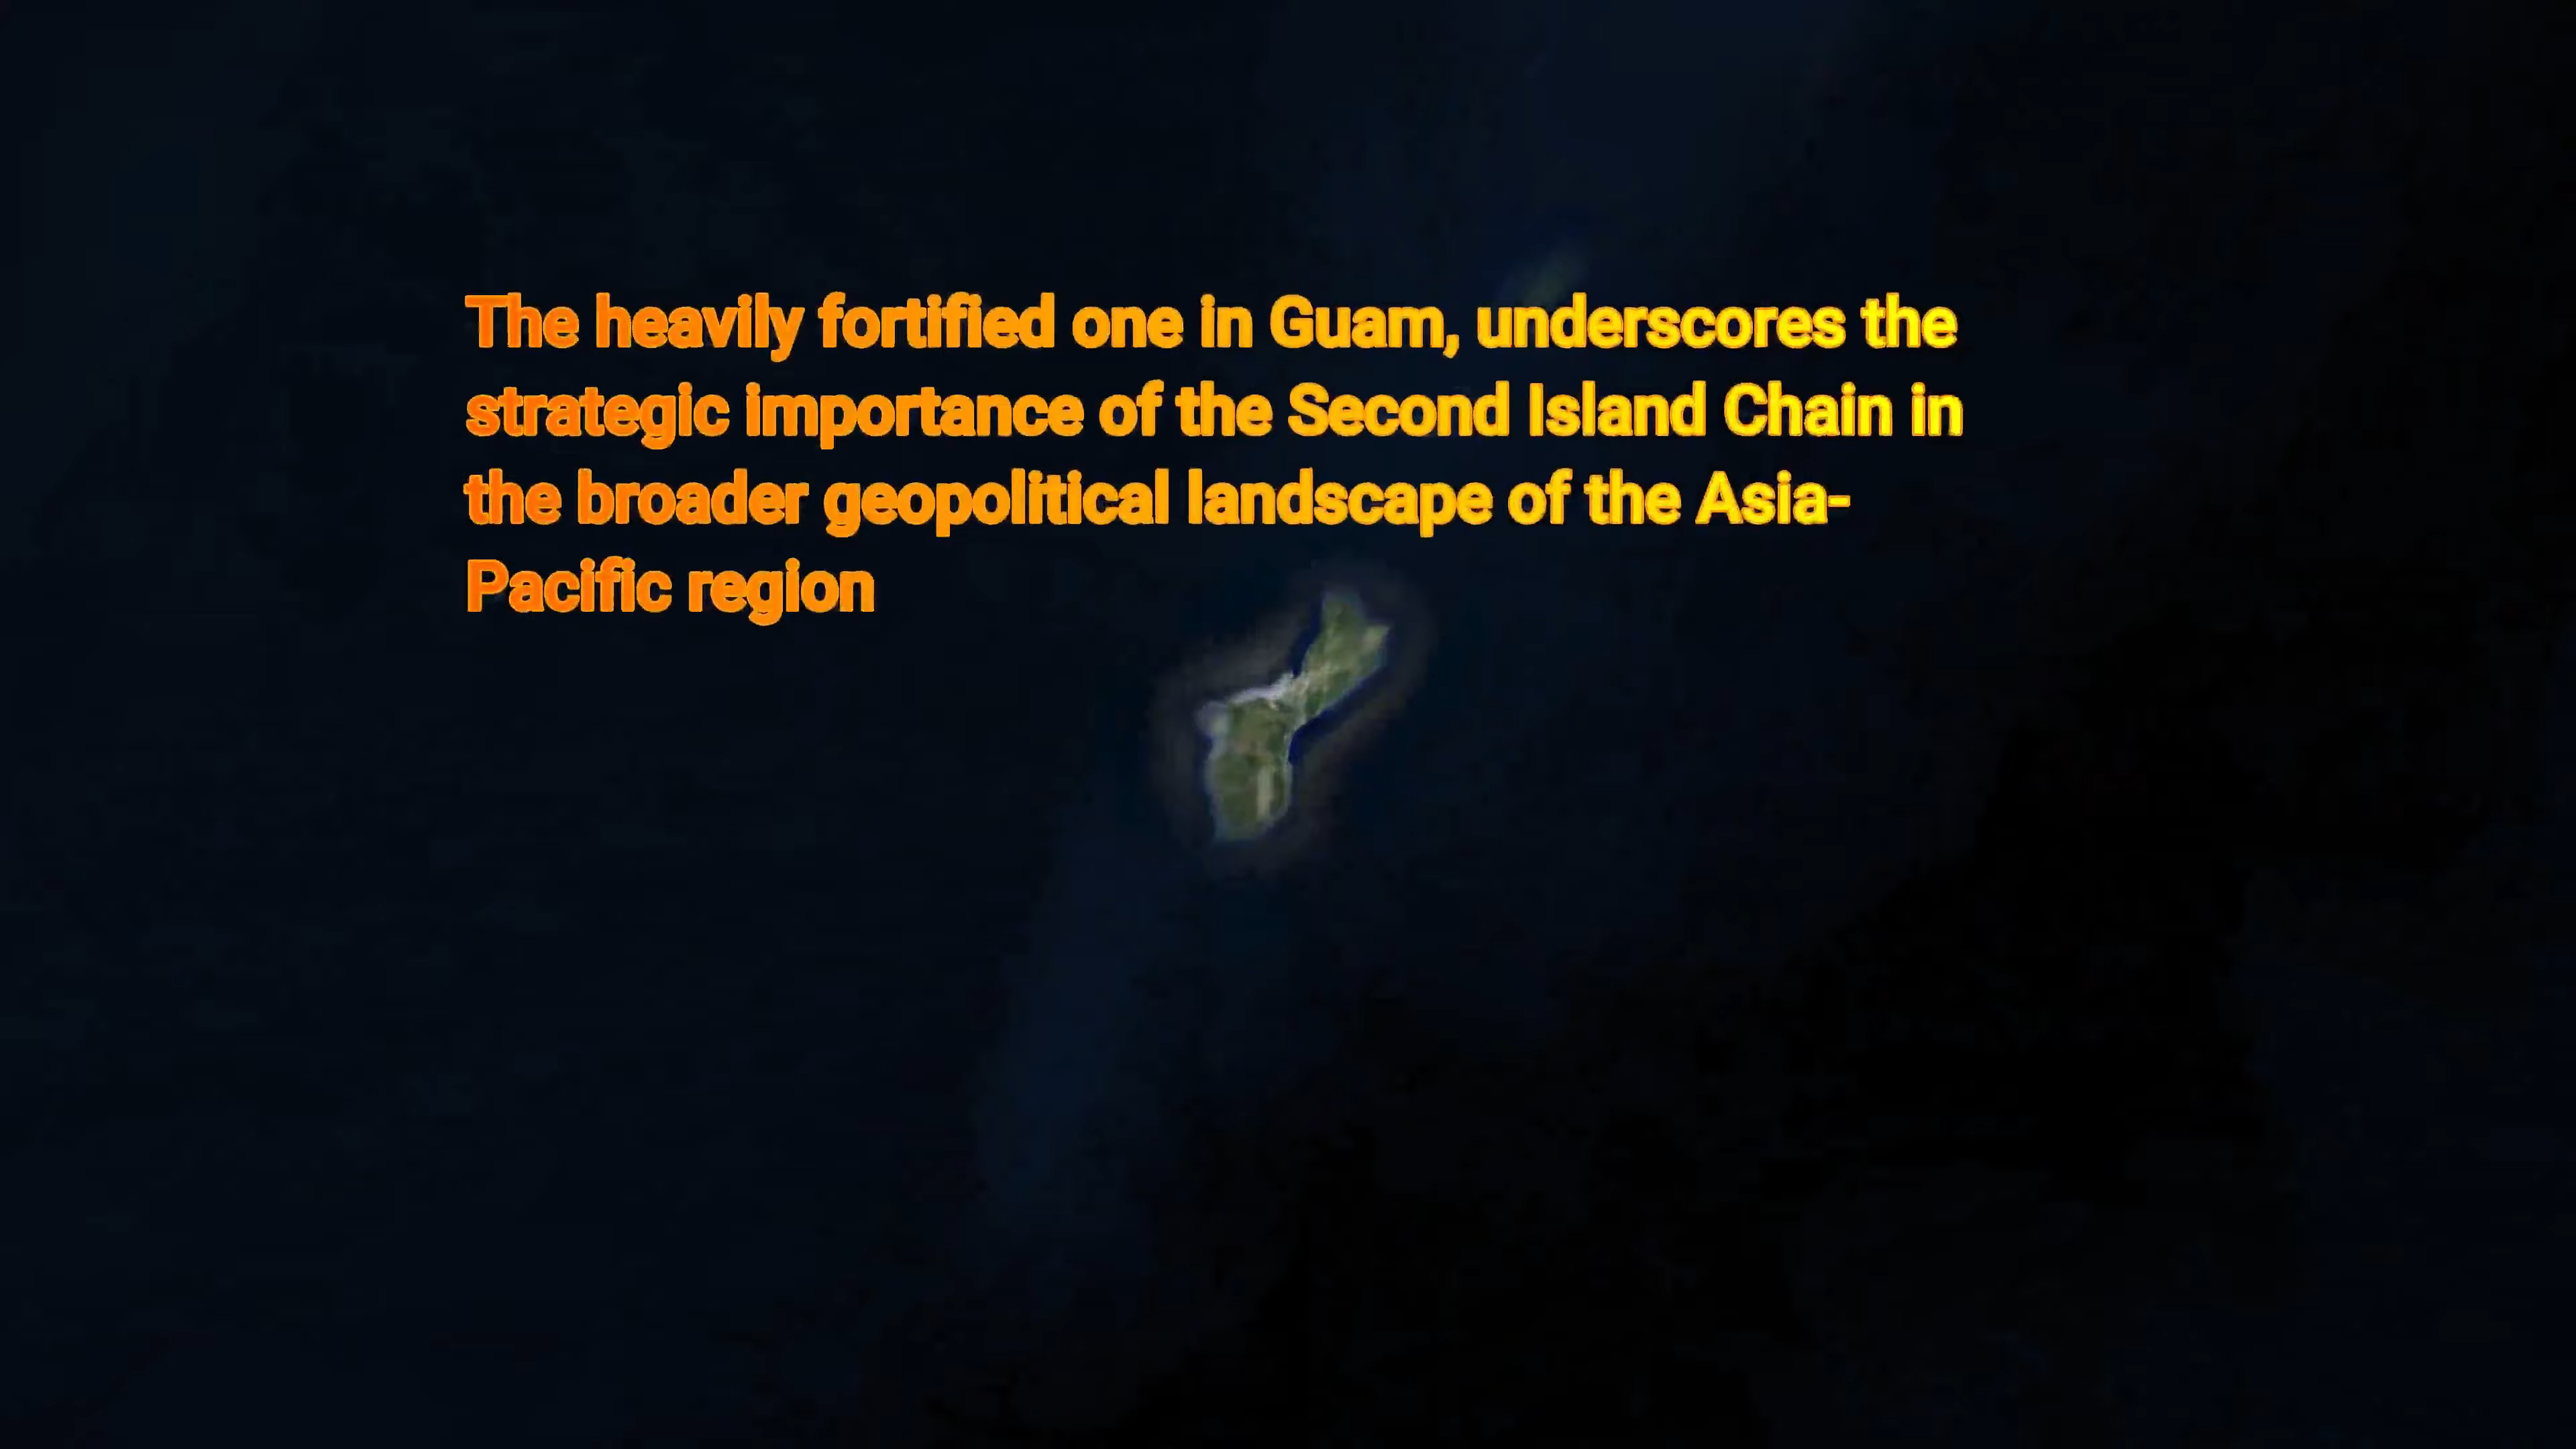 The heavily fortified one in Guam, underscores the
strategic importance of the Second Island Chain in
the broader geopolitical landscape of the Asia-
Pacific region